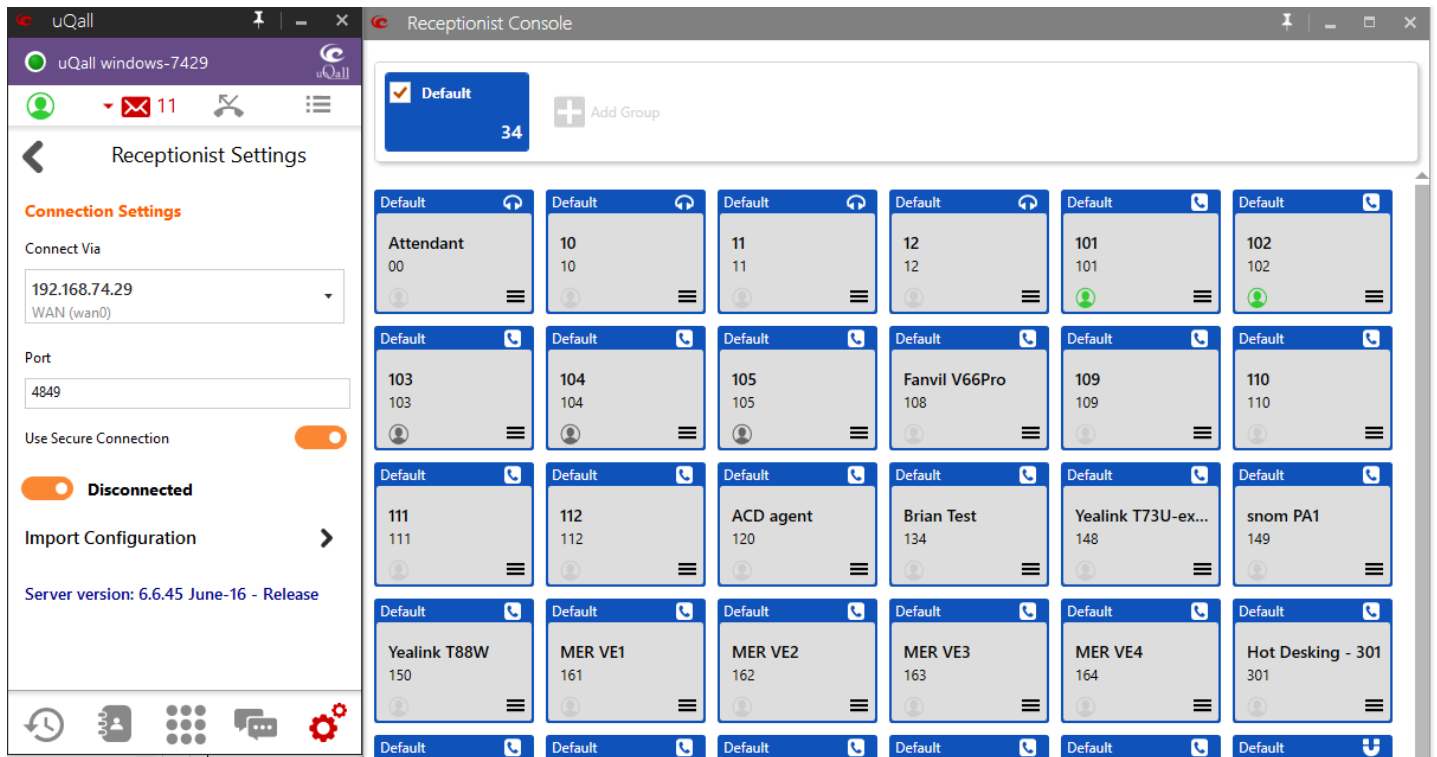 uQall
uQall windows-7429
uQall
11
Receptionist Settings
Connection Settings
Connect Via
192.168.74.29
WAN (wan0)
Port
4849
Use Secure Connection
Disconnected
Import Configuration
Server version: 6.6.45 June-16 - Release
Receptionist Console
Default
34
Add Group
Default
Attendant
00
Default
10
10
Default
11
11
Default
12
12
Default
101
101
Default
102
102
Default
103
103
Default
104
104
Default
105
105
Default
Fanvil V66Pro
108
Default
109
109
Default
110
110
Default
111
111
Default
112
112
Default
ACD agent
120
Default
Brian Test
134
Default
Yealink T73U-ex...
148
Default
snom PA1
149
Default
Yealink T88W
150
Default
MER VE1
161
Default
MER VE2
162
Default
MER VE3
163
Default
MER VE4
164
Default
Hot Desking - 301
301
Default
Default
Default
Default
Default
Default